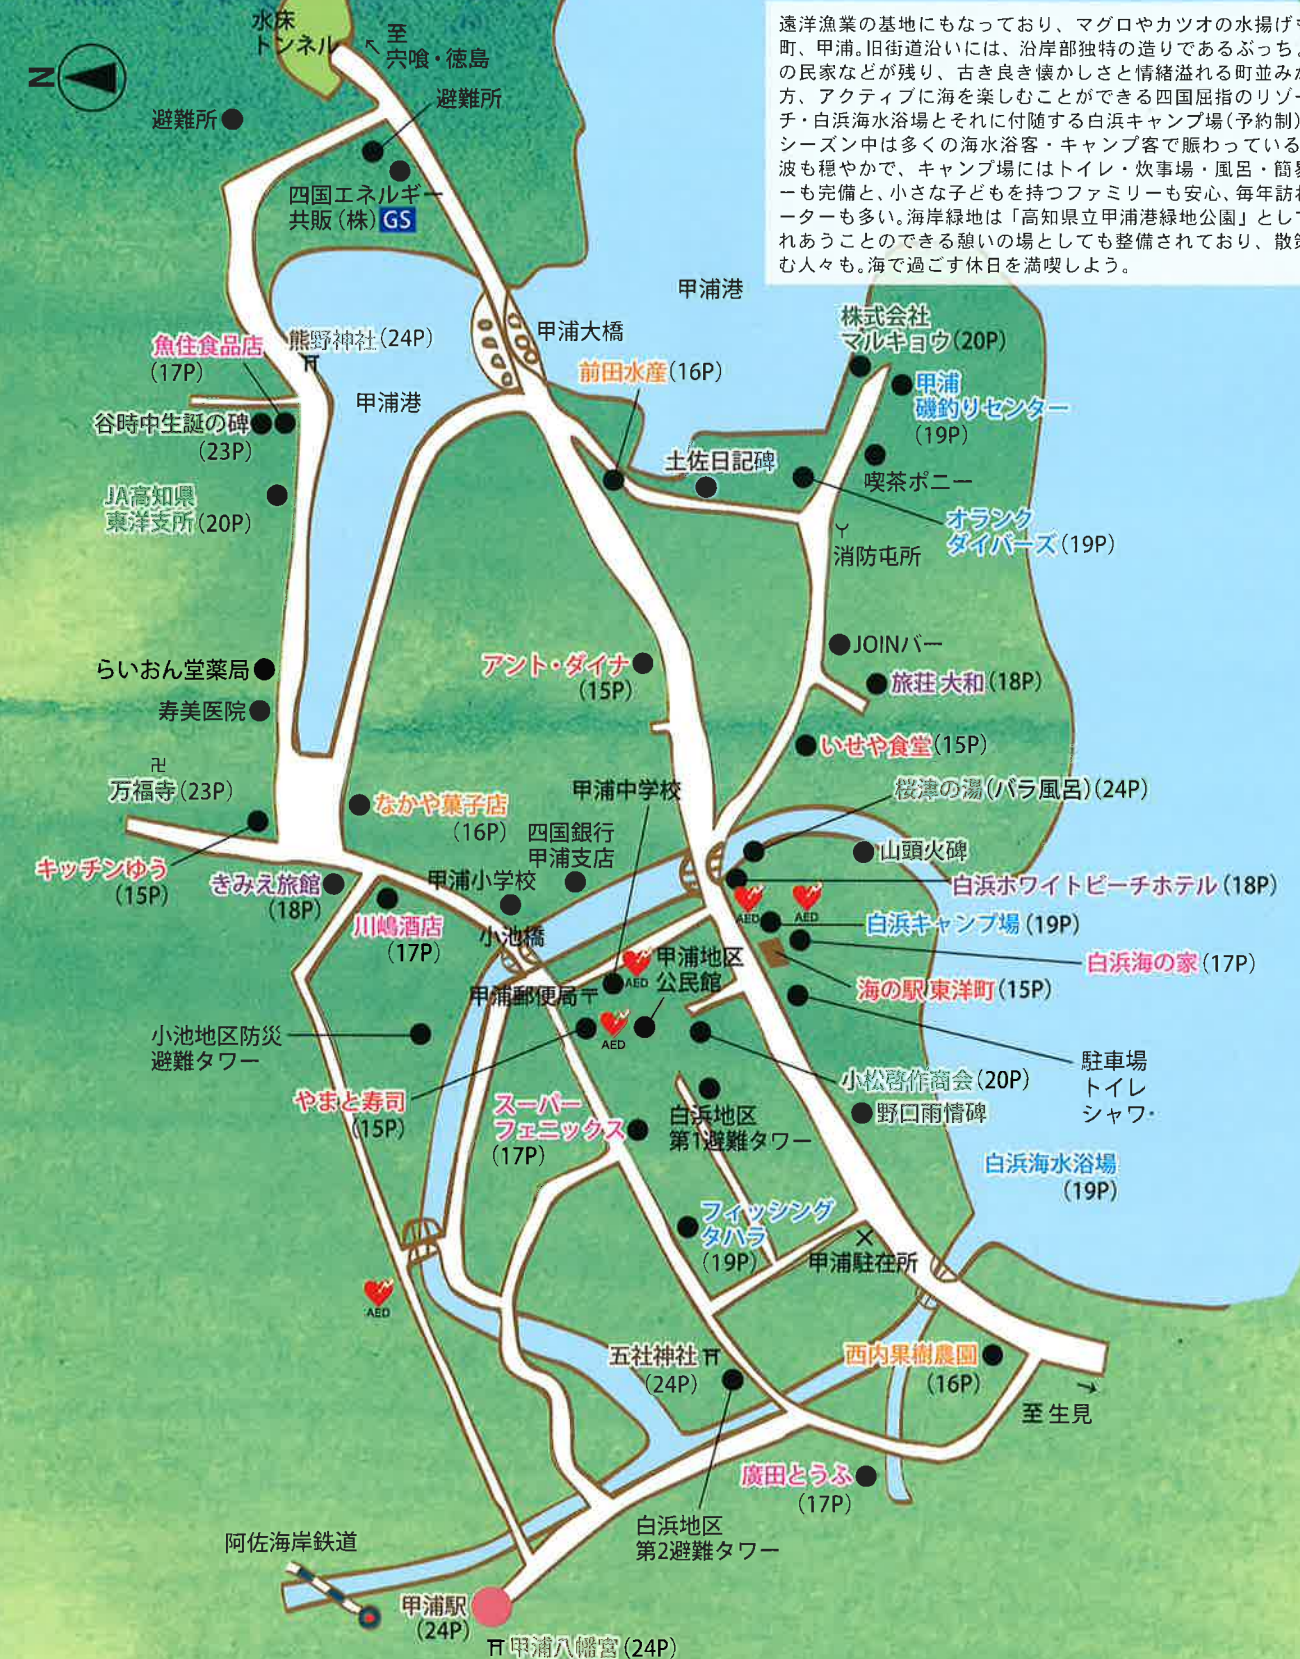 遠洋漁業の基地にもなっており、マグロやカツオの水揚げ
町、甲浦。旧街道沿いには、沿岸部独特の造りであるぶっち
の民家などが残り、古き良き懐かしさと情緒溢れる町並み
方、アクティブに海を楽しむことができる四国屈指のリゾー
チ・白浜海水浴場とそれに付随する白浜キャンプ場(予約制)
シーズン中は多くの海水浴客・キャンプ客で賑わっている
波も穏やかで、キャンプ場にはトイレ・炊事場・風呂・簡易
ーも完備と、小さな子どもを持つファミリーも安心、毎年訪れ
ーターも多い。海岸緑地は「高知県立甲浦港緑地公園」として
れあうことのできる憩いの場としても整備されており、散策
む人々も。海で過ごす休日を満喫しよう。
水床
トンネル
至
宍喰・徳島
N
避難所
避難所
四国エネルギー
共販(株) GS
甲浦港
株式会社
マルキョウ(20P)
甲浦大橋
熊野神社(24P)
魚住食品店
(17P)
前田水産(16P)
甲浦
磯釣りセンター
(19P)
甲浦港
谷時中生誕の碑
(23P)
土佐日記碑
喫茶ポニー
JA高知県
東洋支所(20P)
オランク
ダイバーズ(19P)
消防屯所
JOINバー
らいおん堂薬局
アント・ダイナ
(15P)
旅荘 大和(18P)
寿美医院
いせや食堂(15P)
卍
万福寺(23P)
甲浦中学校
桜津の湯(バラ風呂)(24P)
なかや菓子店
(16P)
四国銀行
甲浦支店
山頭火碑
キッチンゆう
(15P)
きみえ旅館
(18P)
甲浦小学校
白浜ホワイトビーチホテル(18P)
AED
AED
川嶋酒店
(17P)
小池橋
白浜キャンプ場(19P)
甲浦地区
公民館
AED
白浜海の家(17P)
甲浦郵便局〒
海の駅東洋町(15P)
小池地区防災
避難タワー
AED
駐車場
トイレ
シャワ
小松啓作商会(20P)
やまと寿司
(15P)
スーパー
フェニックス
(17P)
白浜地区
第1避難タワー
野口雨情碑
白浜海水浴場
(19P)
フィッシング
タハラ
(19P)
甲浦駐在所
AED
五社神社
(24P)
西内果樹農園
(16P)
至 生見
廣田とうふ
(17P)
白浜地区
第2避難タワー
阿佐海岸鉄道
甲浦駅
(24P)
甲浦八幡宮(24P)